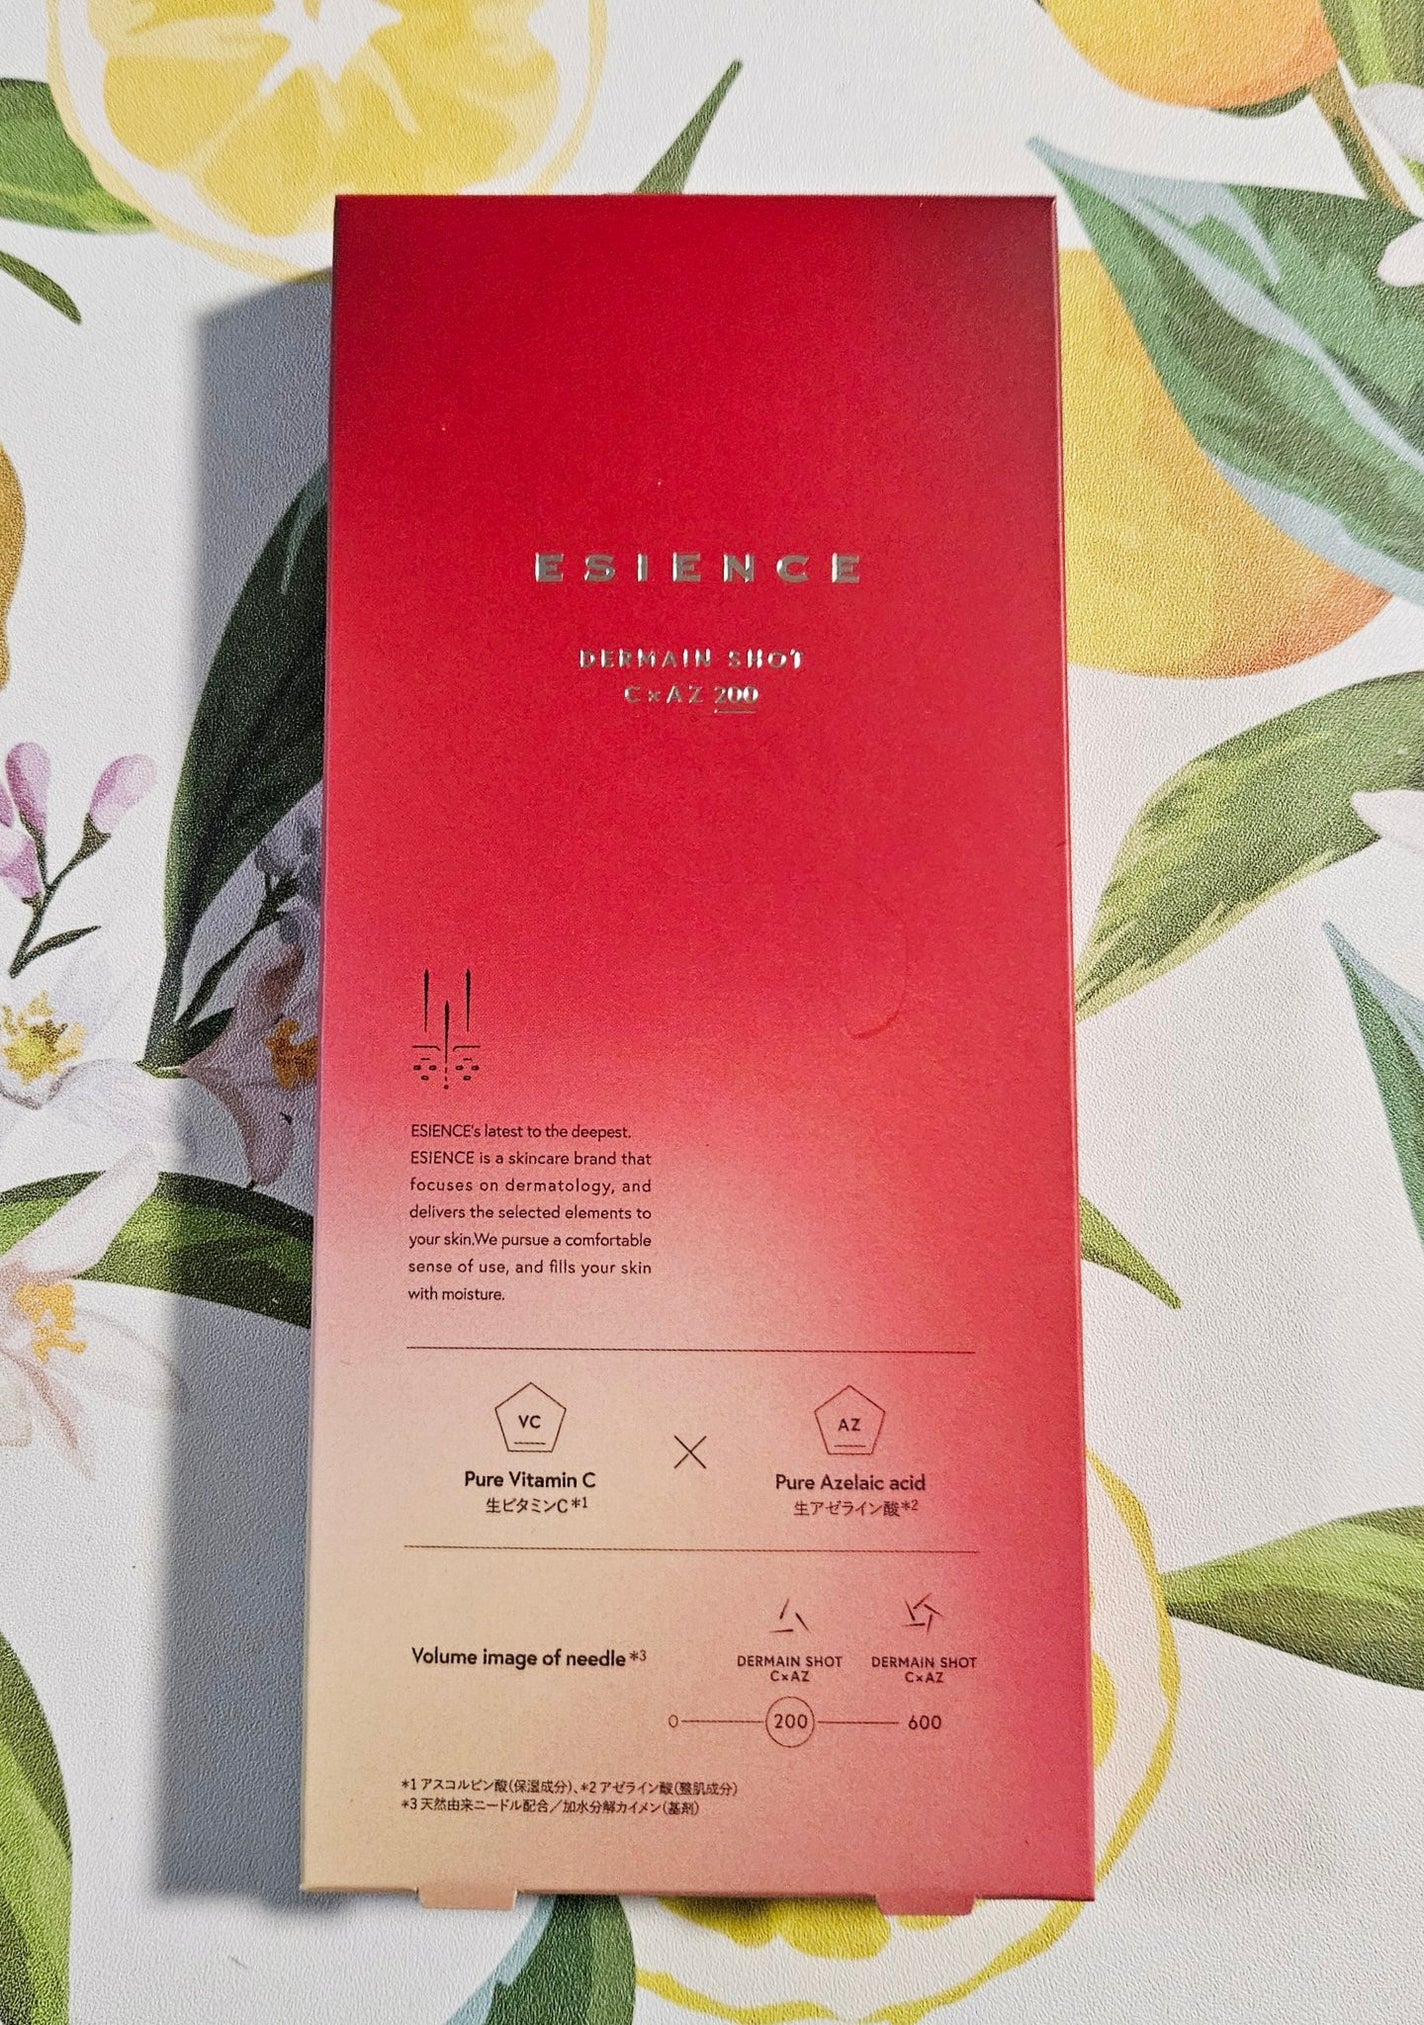 ESIENCE
DERMAIN SHOT
C×AZ 200
ESIENCE's latest to the deepest.
ESIENCE is a skincare brand that
focuses on dermatology, and
delivers the selected elements to
your skin.We pursue a comfortable
sense of use, and fills your skin
with moisture.
VC
AZ
×
Pure Vitamin C
Pure Azelaic acid
生ビタミンC*1
生アゼライン酸*2
Volume image of needle*3
DERMAIN SHOT
C×AZ
DERMAIN SHOT
C×AZ
0
200
600
*1 アスコルビン酸(保湿成分)、*2 アゼライン酸(整肌成分)
*3 天然由来ニードル配合/加水分解カイメン(基剤)